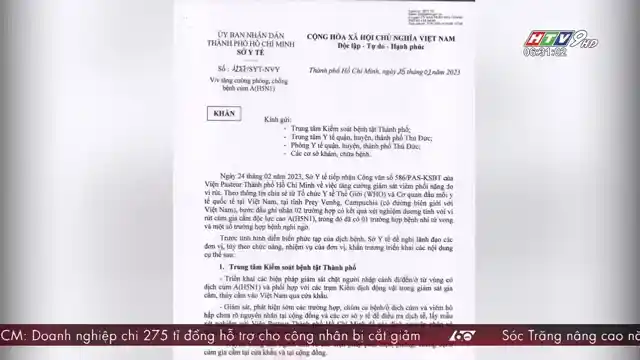 ỦY BAN NHÂN DÂN
THÀNH PHỐ HỒ CHÍ MINH
SỞ Y TẾ
CỘNG HÒA XÃ HỘI CHỦ NGHĨA VIỆT NAM
Độc lập - Tự do - Hạnh phúc
HTV9 HD
06:31:02
Số: /SYT-NVY
Thành phố Hồ Chí Minh, ngày 25 tháng 02 năm 2023
V/v tăng cường phòng, chống
bệnh cúm A(H5N1)
KHẨN
Kính gửi:
- Trung tâm Kiểm soát bệnh tật Thành phố;
- Trung tâm Y tế quận, huyện, thành phố Thủ Đức;
- Phòng Y tế quận, huyện, thành phố Thủ Đức;
- Các cơ sở khám, chữa bệnh.
Ngày 24 tháng 02 năm 2023, Sở Y tế tiếp nhận Công văn số 586/PAS-KSBT của
Viện Pasteur Thành phố Hồ Chí Minh về việc tăng cường giám sát viêm phổi nặng do
vi rút. Theo thông tin chia sẻ từ Tổ chức Y tế Thế Giới (WHO) và Cơ quan đầu mối y
tế quốc tế tại Việt Nam, tại tỉnh Prey Venbg, Campuchia (có đường biên giới với
Việt Nam), bước đầu ghi nhận 02 trường hợp có kết quả xét nghiệm dương tính với vi
rút cúm gia cầm độc lực cao A(H5N1), trong đó đã có 01 trường hợp bệnh nhi tử vong
và một số trường hợp bệnh nghi ngờ.
Trước tình hình diễn biến phức tạp của dịch bệnh, Sở Y tế đề nghị lãnh đạo các
đơn vị, tùy theo chức năng, nhiệm vụ của đơn vị, khẩn trương triển khai các nội dung
cụ thể sau:
1. Trung tâm Kiểm soát bệnh tật Thành phố
- Triển khai các biện pháp giám sát chặt người nhập cảnh đi/đến/ở từ vùng có
dịch cúm A(H5N1) và phối hợp với các trạm Kiểm dịch động vật trong giám sát gia
cầm, thủy cầm vào Việt Nam qua cửa khẩu.
- Giám sát, phát hiện sớm các trường hợp, chùm ca bệnh/ổ dịch cúm và viêm hô
hấp chưa rõ nguyên nhân tại cộng đồng và các cơ sở y tế để điều tra dịch tễ, lấy mẫu
CM: Doanh nghiệp chi 275 tỉ đồng hỗ trợ cho công nhân bị cắt giảm
Sóc Trăng nâng cao n
cầm gia cầm tại cửa khẩu và tại cộng đồng.